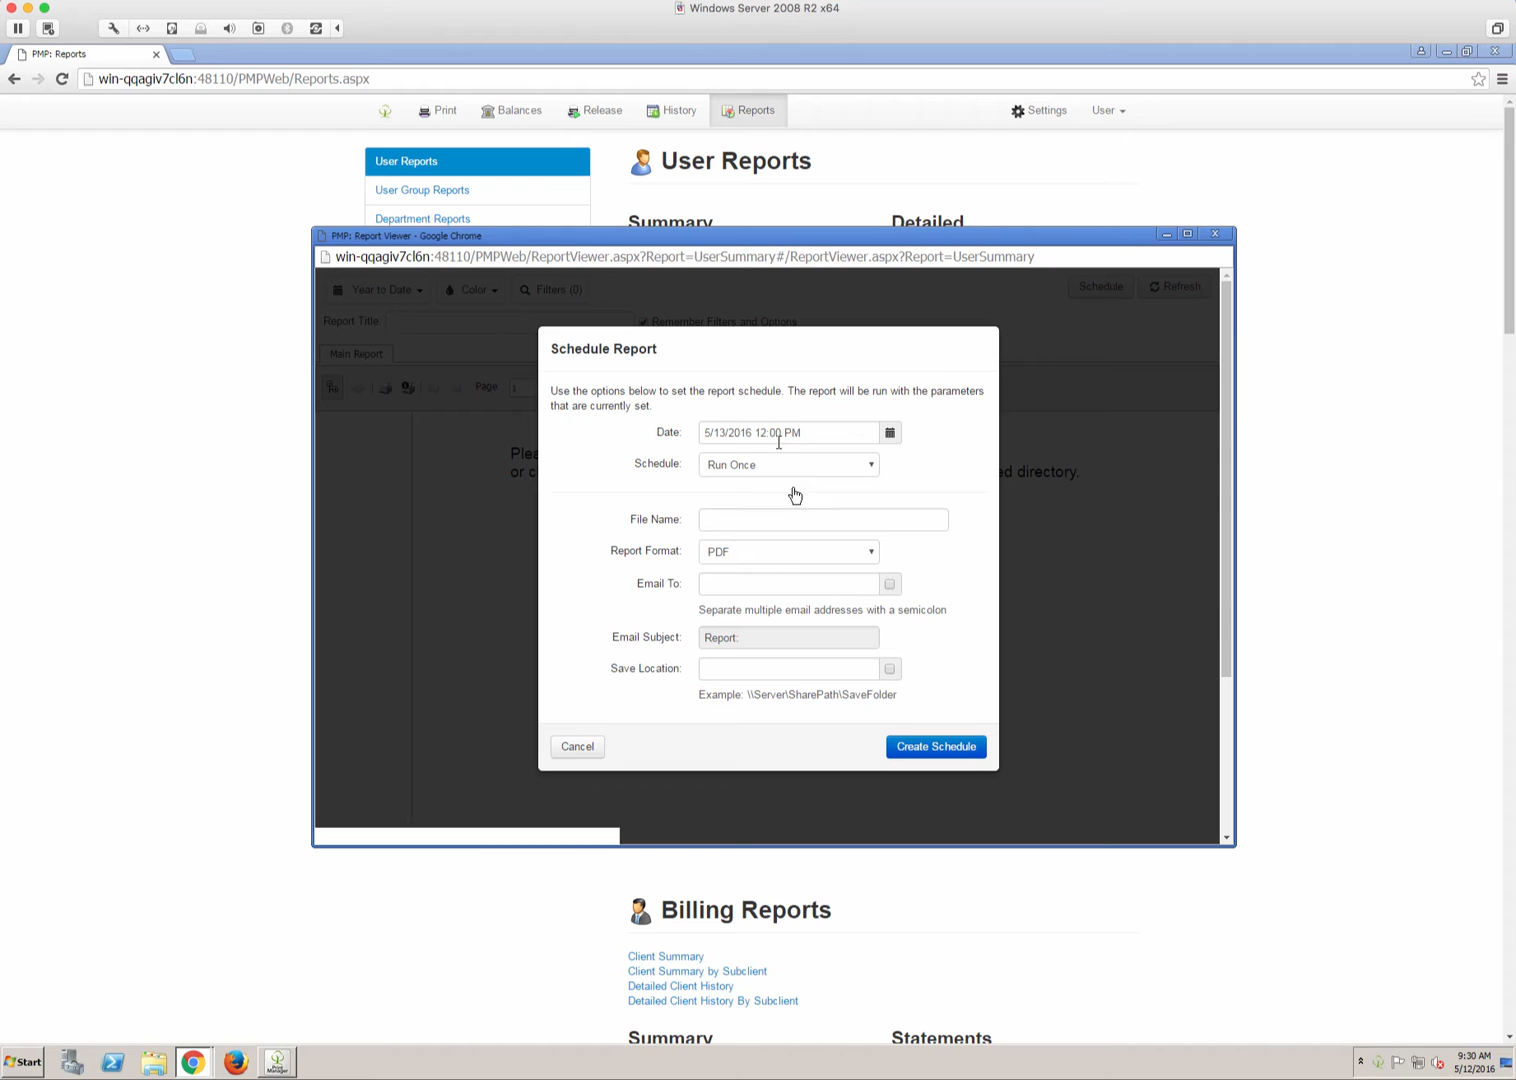 Windows Server 2008 R2 x64
PMP: Reports
win-qqagiv7cl6n:48110/PMPWeb/Reports.aspx
Print
Balances
Release
History
Reports
Settings
User
User Reports
User Group Reports
Department Reports
User Reports
Summary
Detailed
PMP: Report Viewer - Google Chrome
win-qqagiv7cl6n:48110/PMPWeb/ReportViewer.aspx?Report=UserSummary#/ReportViewer.aspx?Report=UserSummary
Year to Date
Color
Filters (0)
Schedule
Refresh
Report Title
Remember Filters and Options
Main Report
Page
1
Schedule Report
Use the options below to set the report schedule. The report will be run with the parameters
that are currently set.
Date:
5/13/2016 12:00 PM
Schedule:
Run Once
File Name:
Report Format:
PDF
Email To:
Separate multiple email addresses with a semicolon
Email Subject:
Report:
Save Location:
Example: \\Server\SharePath\SaveFolder
Cancel
Create Schedule
or
directory.
Billing Reports
Client Summary
Client Summary by Subclient
Detailed Client History
Detailed Client History By Subclient
Summary
Statements
Start
9:30 AM
5/12/2016